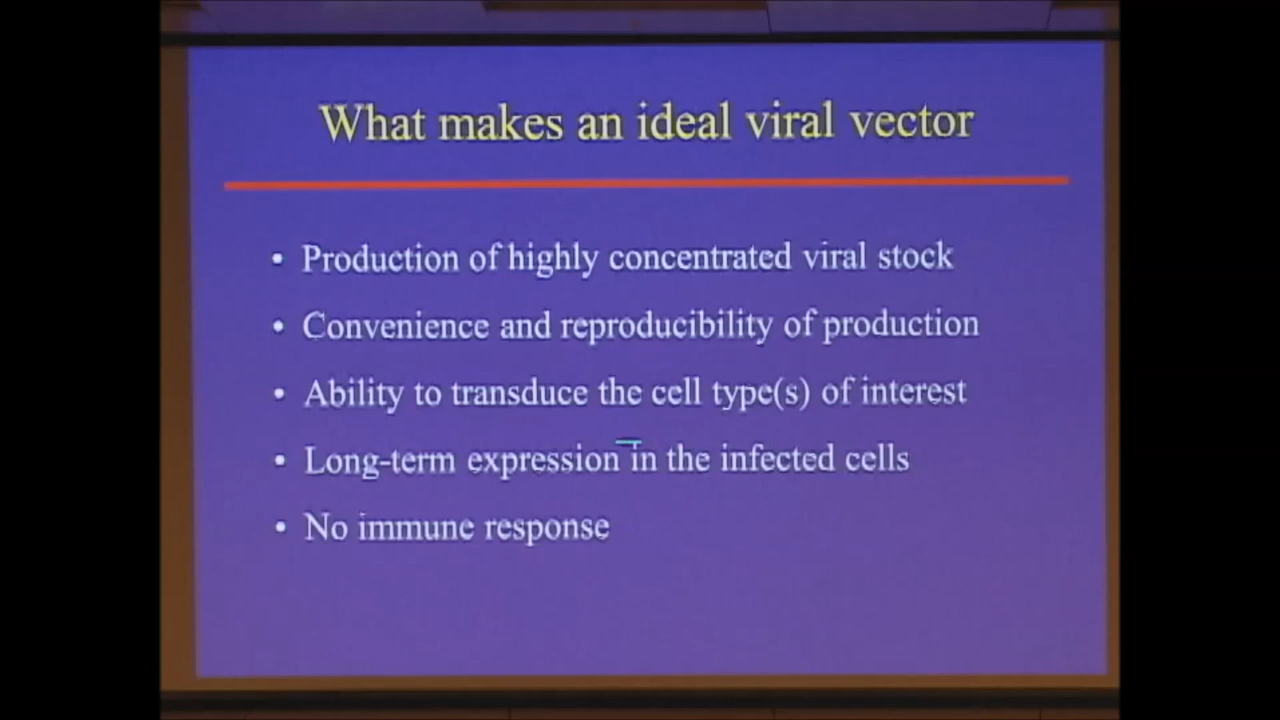 What makes an ideal viral vector
• Production of highly concentrated viral stock
• Convenience and reproducibility of production
• Ability to transduce the cell type(s) of interest
• Long-term expression in the infected cells
• No immune response